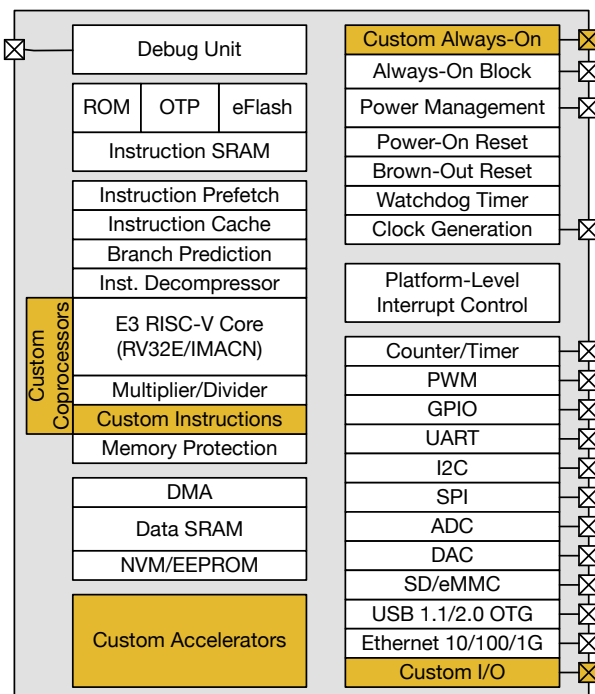 Debug Unit
ROM
OTP
eFlash
Instruction SRAM
Instruction Prefetch
Instruction Cache
Branch Prediction
Inst. Decompressor
Custom
Coprocessors
E3 RISC-V Core
(RV32E/IMACN)
Multiplier/Divider
Custom Instructions
Memory Protection
DMA
Data SRAM
NVM/EEPROM
Custom Accelerators
Custom Always-On
Always-On Block
Power Management
Power-On Reset
Brown-Out Reset
Watchdog Timer
Clock Generation
Platform-Level
Interrupt Control
Counter/Timer
PWM
GPIO
UART
I2C
SPI
ADC
DAC
SD/eMMC
USB 1.1/2.0 OTG
Ethernet 10/100/1G
Custom I/O